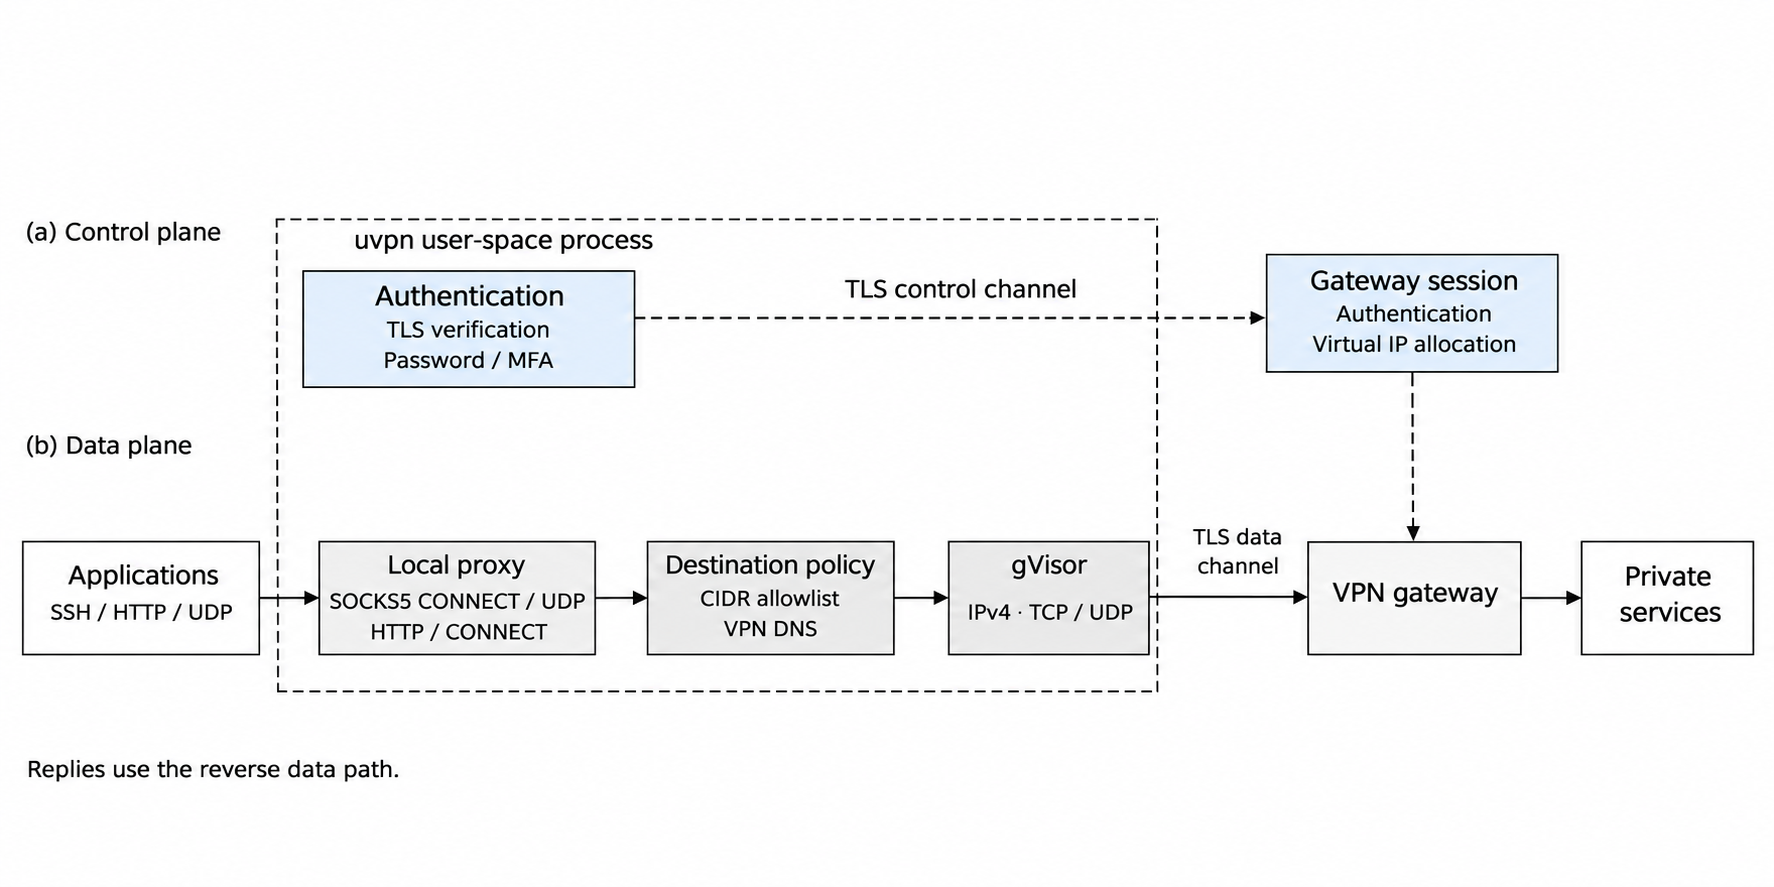 (a) Control plane
uvpn user-space process
Authentication
TLS verification
Password / MFA
TLS control channel
Gateway session
Authentication
Virtual IP allocation
(b) Data plane
Applications
SSH / HTTP / UDP
Local proxy
SOCKS5 CONNECT / UDP
HTTP / CONNECT
Destination policy
CIDR allowlist
VPN DNS
gVisor
IPv4 · TCP / UDP
TLS data
channel
VPN gateway
Private
services
Replies use the reverse data path.